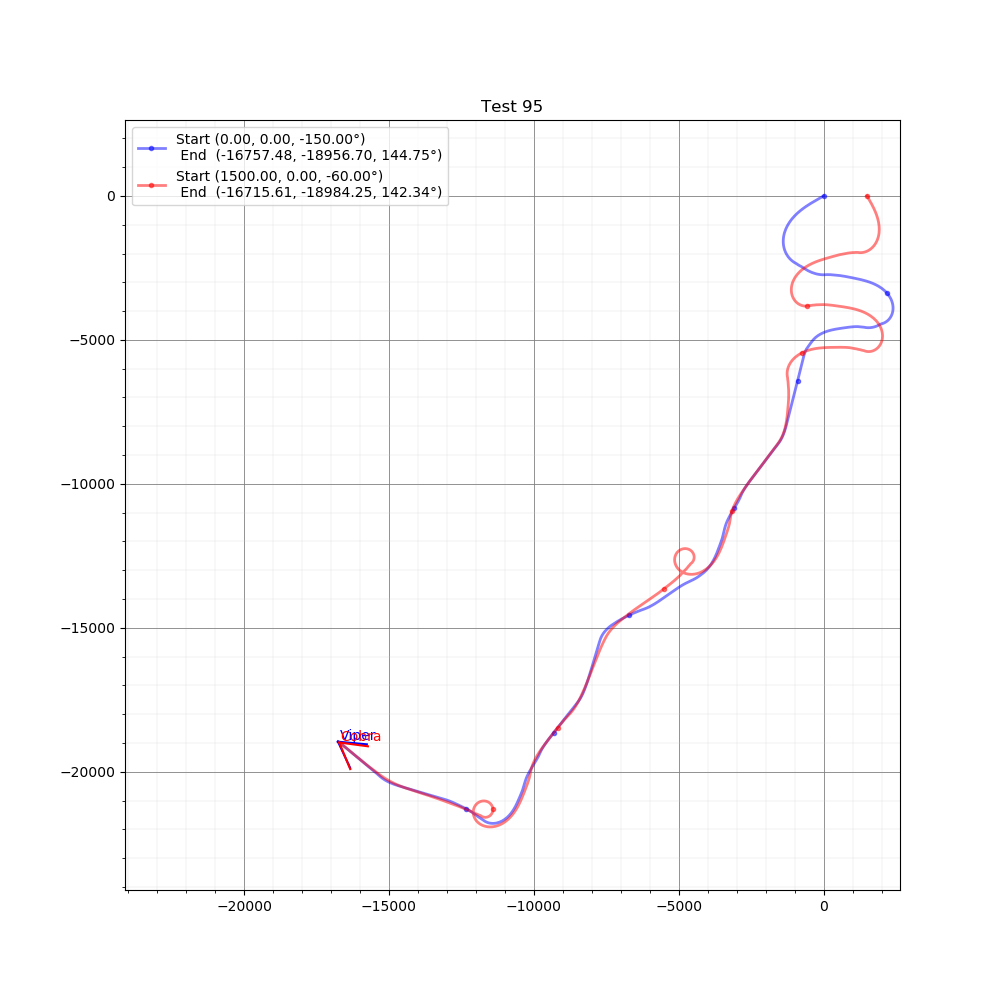 Test 95
Start (0.00, 0.00, -150.00°)
End (-16757.48, -18956.70, 144.75°)
Start (1500.00, 0.00, -60.00°)
End (-16715.61, -18984.25, 142.34°)
0
−5000
−10000
−15000
−20000
Viper
Cobra
−20000
−15000
−10000
−5000
0